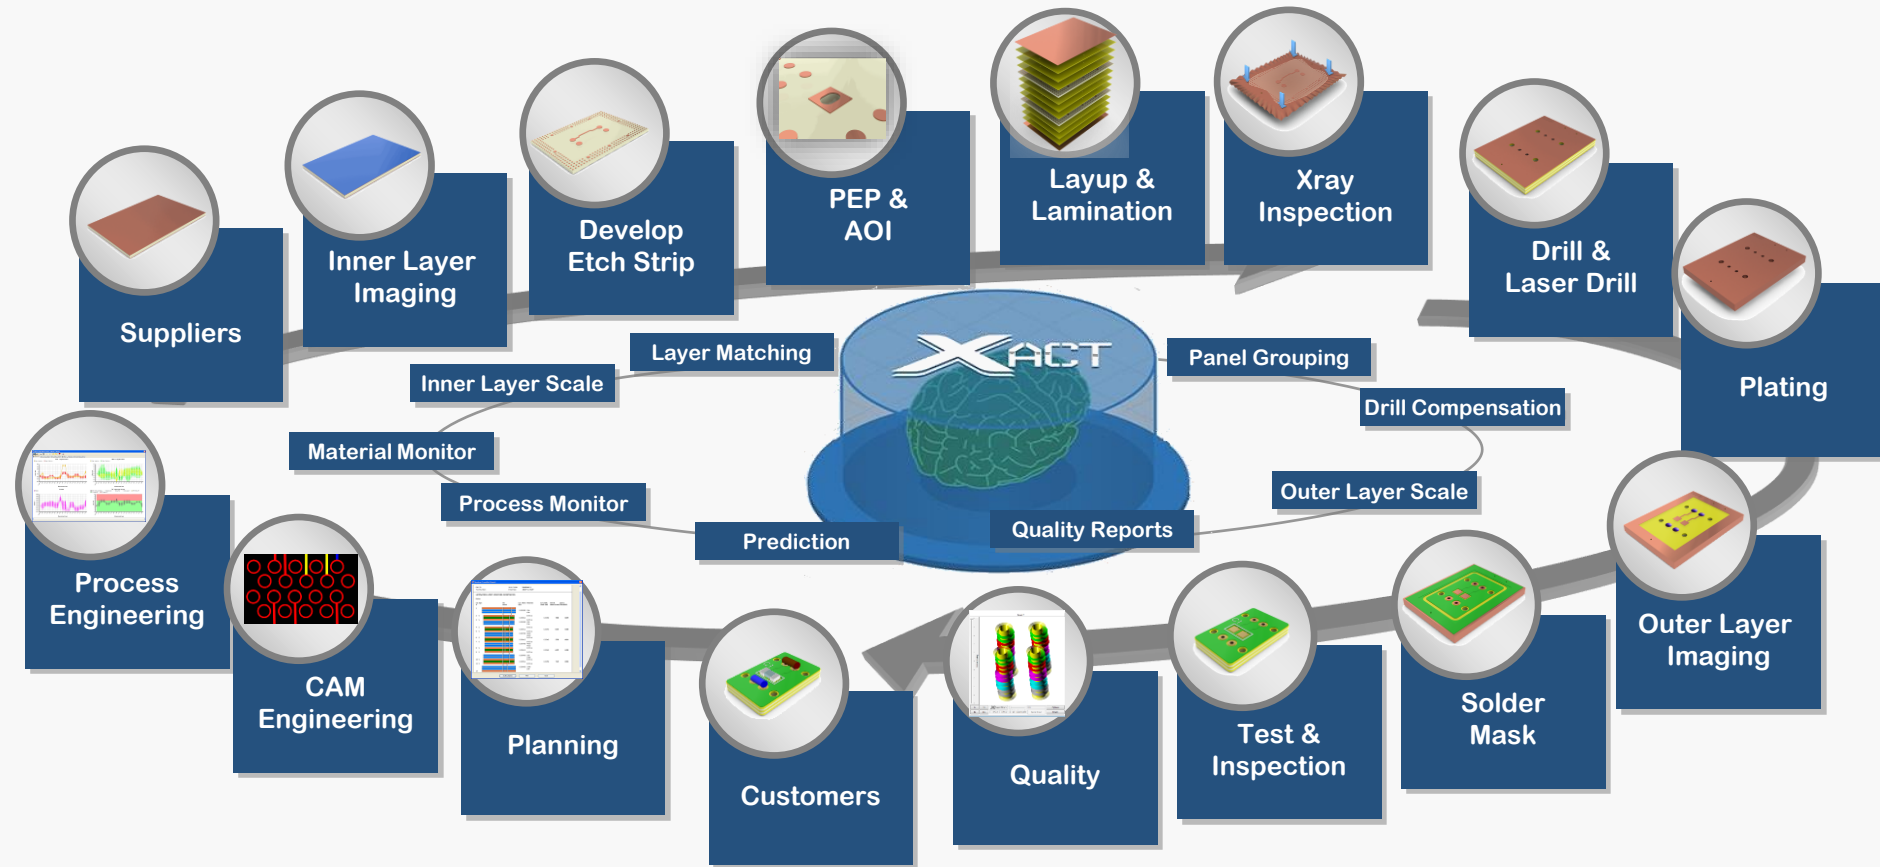 Suppliers
Inner Layer
Imaging
Develop
Etch Strip
PEP &
AOI
Layup &
Lamination
Xray
Inspection
Drill &
Laser Drill
Plating
Outer Layer
Imaging
Solder
Mask
Test &
Inspection
Quality
Customers
Planning
CAM
Engineering
Process
Engineering
XACT
Layer Matching
Inner Layer Scale
Material Monitor
Process Monitor
Prediction
Panel Grouping
Drill Compensation
Outer Layer Scale
Quality Reports